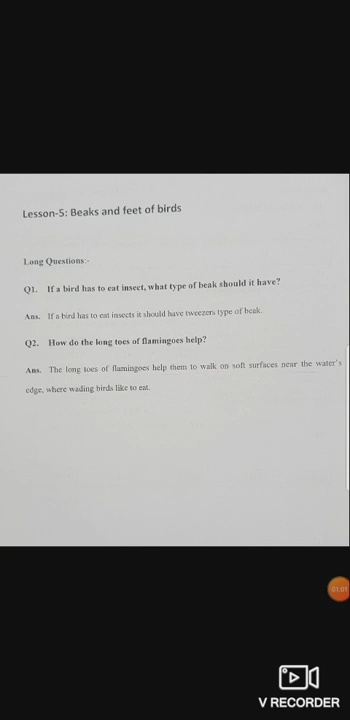 Lesson-5: Beaks and feet of birds
Long Questions:-
Q1. If a bird has to eat insect, what type of beak should it have?
Ans. If a bird has to eat insects it should have tweezers type of beak.
Q2. How do the long toes of flamingoes help?
Ans. The long toes of flamingoes help them to walk on soft surfaces near the water's
edge, where wading birds like to eat.
01:01
V RECORDER